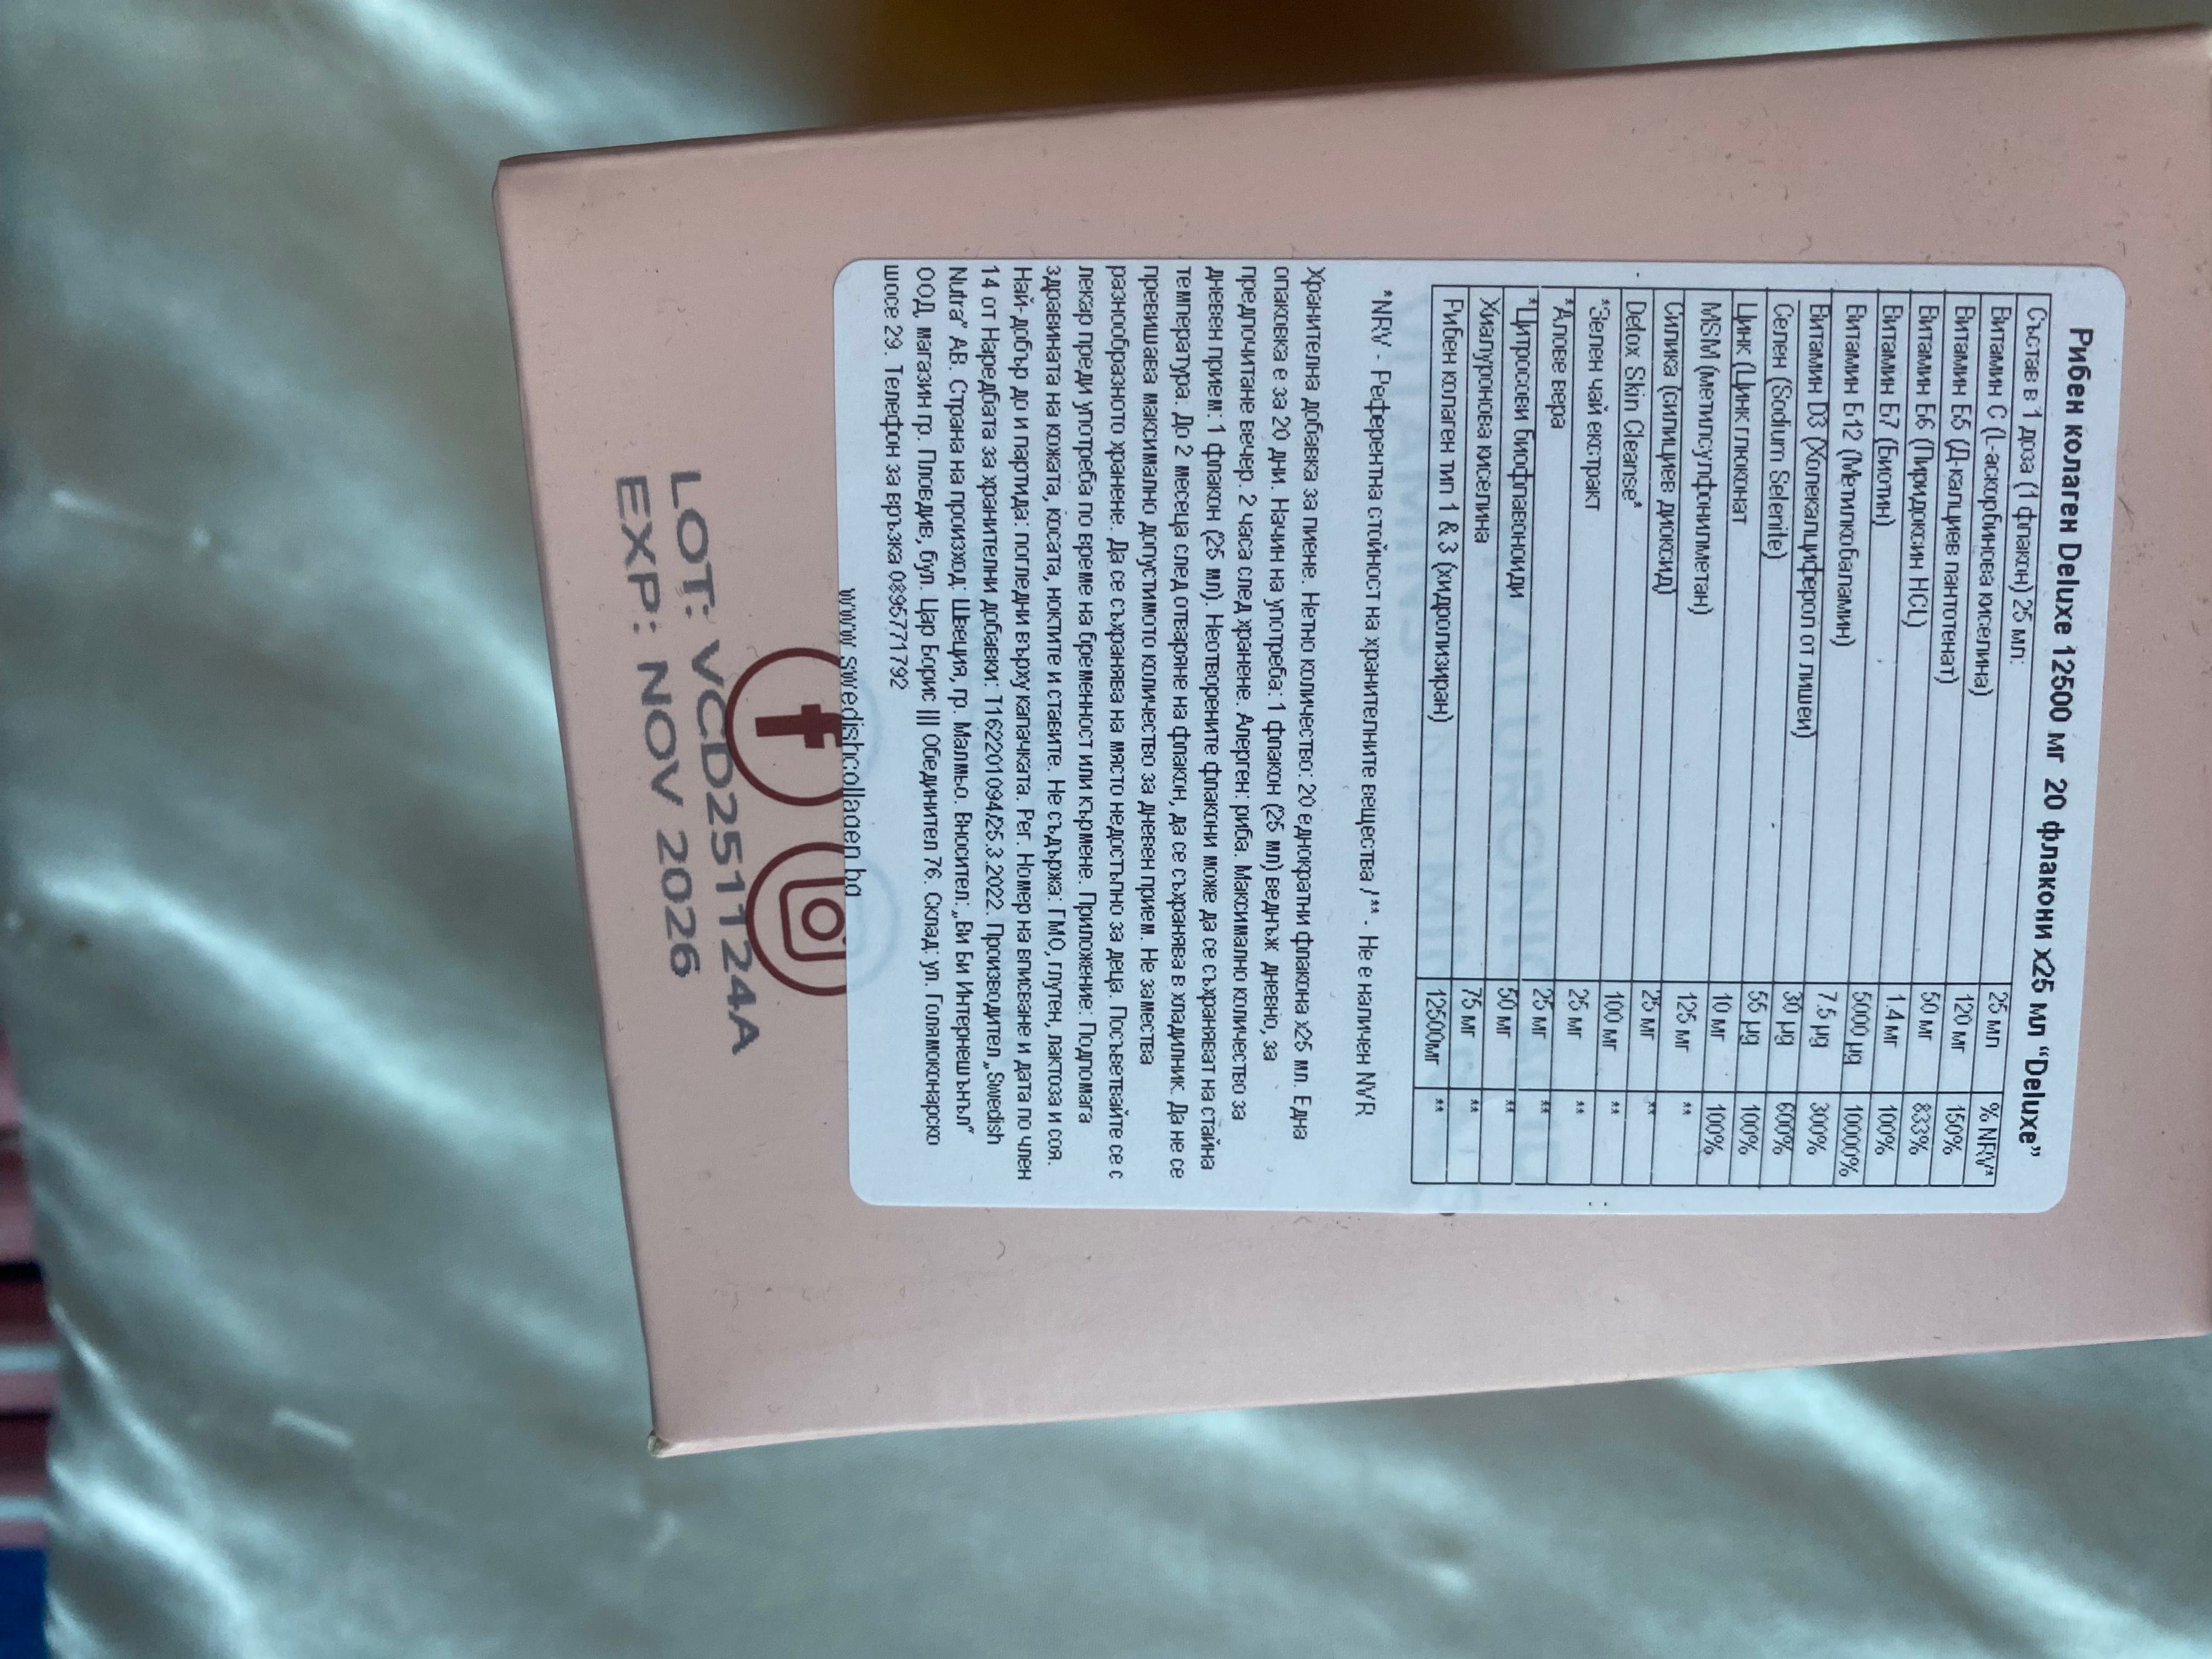 Рибен колаген Deluxe 12500 мг 20 флакони x25 мл “Deluxe”
Състав в 1 доза (1 флакон) 25 мл: 25 мл % NRV*
Витамин С (L-аскорбинова киселина) 120 мг 150%
Витамин Б5 (Д-калциев пантотенат) 50 мг 833%
Витамин Б6 (Пиридоксин HCL) 1.4 мг 100%
Витамин Б7 (Биотин) 5000 µg 10000%
Витамин Б12 (Метилкобаламин) 7.5 µg 300%
Витамин D3 (Холекалциферол от лишеи) 30 µg 600%
Селен (Sodium Selenite) 55 µg 100%
Цинк (Цинк глюконат 10 мг 100%
MSM (метилсулфонилметан) 125 мг **
Силика (силициев диоксид) 25 мг **
Detox Skin Cleanse* 100 мг **
*Зелен чай екстракт 25 мг **
*Алове вера 25 мг **
*Цитросови биофлавоноиди 50 мг **
Хиалуронова киселина 75 мг **
Рибен колаген тип 1 & 3 (хидролизиран) 12500мг **
*NRV - Референтна стойност на хранителните вещества / ** - Не е наличен NVR
Хранителна добавка за пиене. Нетно количество: 20 еднократни флакона x25 мл. Една
опаковка е за 20 дни. Начин на употреба: 1 флакон (25 мл) веднъж дневно, за
предпочитане вечер. 2 часа след хранене. Алерген: риба. Максимално количество за
дневен прием: 1 флакон (25 мл). Неотворените флакони може да се съхраняват на стайна
температура. До 2 месеца след отваряне на флакон, да се съхранява в хладилник. Да не се
превишава максимално допустимото количество за дневен прием. Не замества
разнообразното хранене. Да се съхранява на място недостъпно за деца. Посъветвайте се с
лекар преди употреба по време на бременност или кърмене. Приложение: Подпомага
здравината на кожата, косата, ноктите и ставите. Не съдържа: ГМО, глутен, лактоза и соя.
Най-добър до и партида: погледни върху капачката. Рег. Номер на вписване и дата по член
14 от Наредбата за хранителни добавки: Т162201094/25.3.2022. Производител „Swedish
Nutra” AB. Страна на произход: Швеция, гр. Малмьо. Вносител: „Ви Би Интернешънъл”
ООД, магазин гр. Пловдив, бул. Цар Борис ||| Обединител 76. Склад: ул. Голямоконарско
шосе 29. Телефон за връзка 0895771792
www.swedishcollagen.bg
LOT: VCD251124A
EXP: NOV 2026